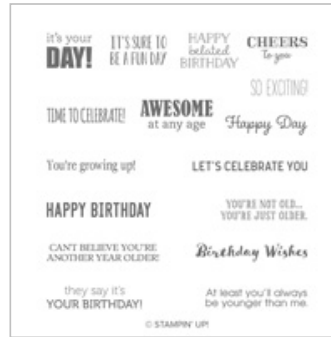 it's your
DAY!
IT'S SURE TO
BE A FUN DAY
HAPPY
belated
BIRTHDAY
CHEERS
to you
SO EXCITING!
TIME TO CELEBRATE!
AWESOME
at any age
Happy Day
You're growing up!
LET'S CELEBRATE YOU
HAPPY BIRTHDAY
YOU'RE NOT OLD...
YOU'RE JUST OLDER.
CAN'T BELIEVE YOU'RE
ANOTHER YEAR OLDER!
Birthday Wishes
they say it's
YOUR BIRTHDAY!
At least you'll always
be younger than me.
© STAMPIN' UP!